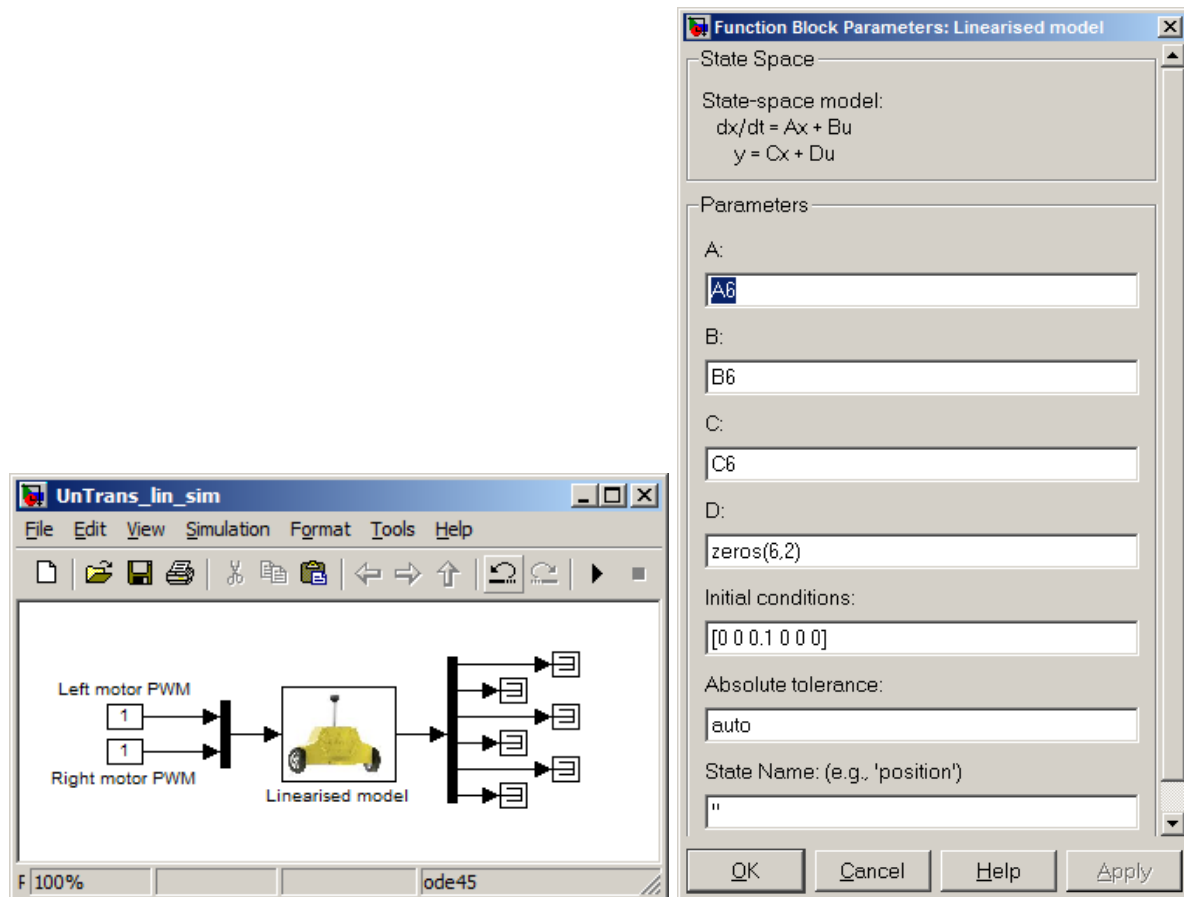 UnTrans_lin_sim
File Edit View Simulation Format Tools Help
Left motor PWM
1
1
Right motor PWM
Linearised model
F 100%
ode45
Function Block Parameters: Linearised model
State Space
State-space model:
dx/dt = Ax + Bu
y = Cx + Du
Parameters
A:
A6
B:
B6
C:
C6
D:
zeros(6,2)
Initial conditions:
[0 0 0.1 0 0 0]
Absolute tolerance:
auto
State Name: (e.g., 'position')
''
OK Cancel Help Apply